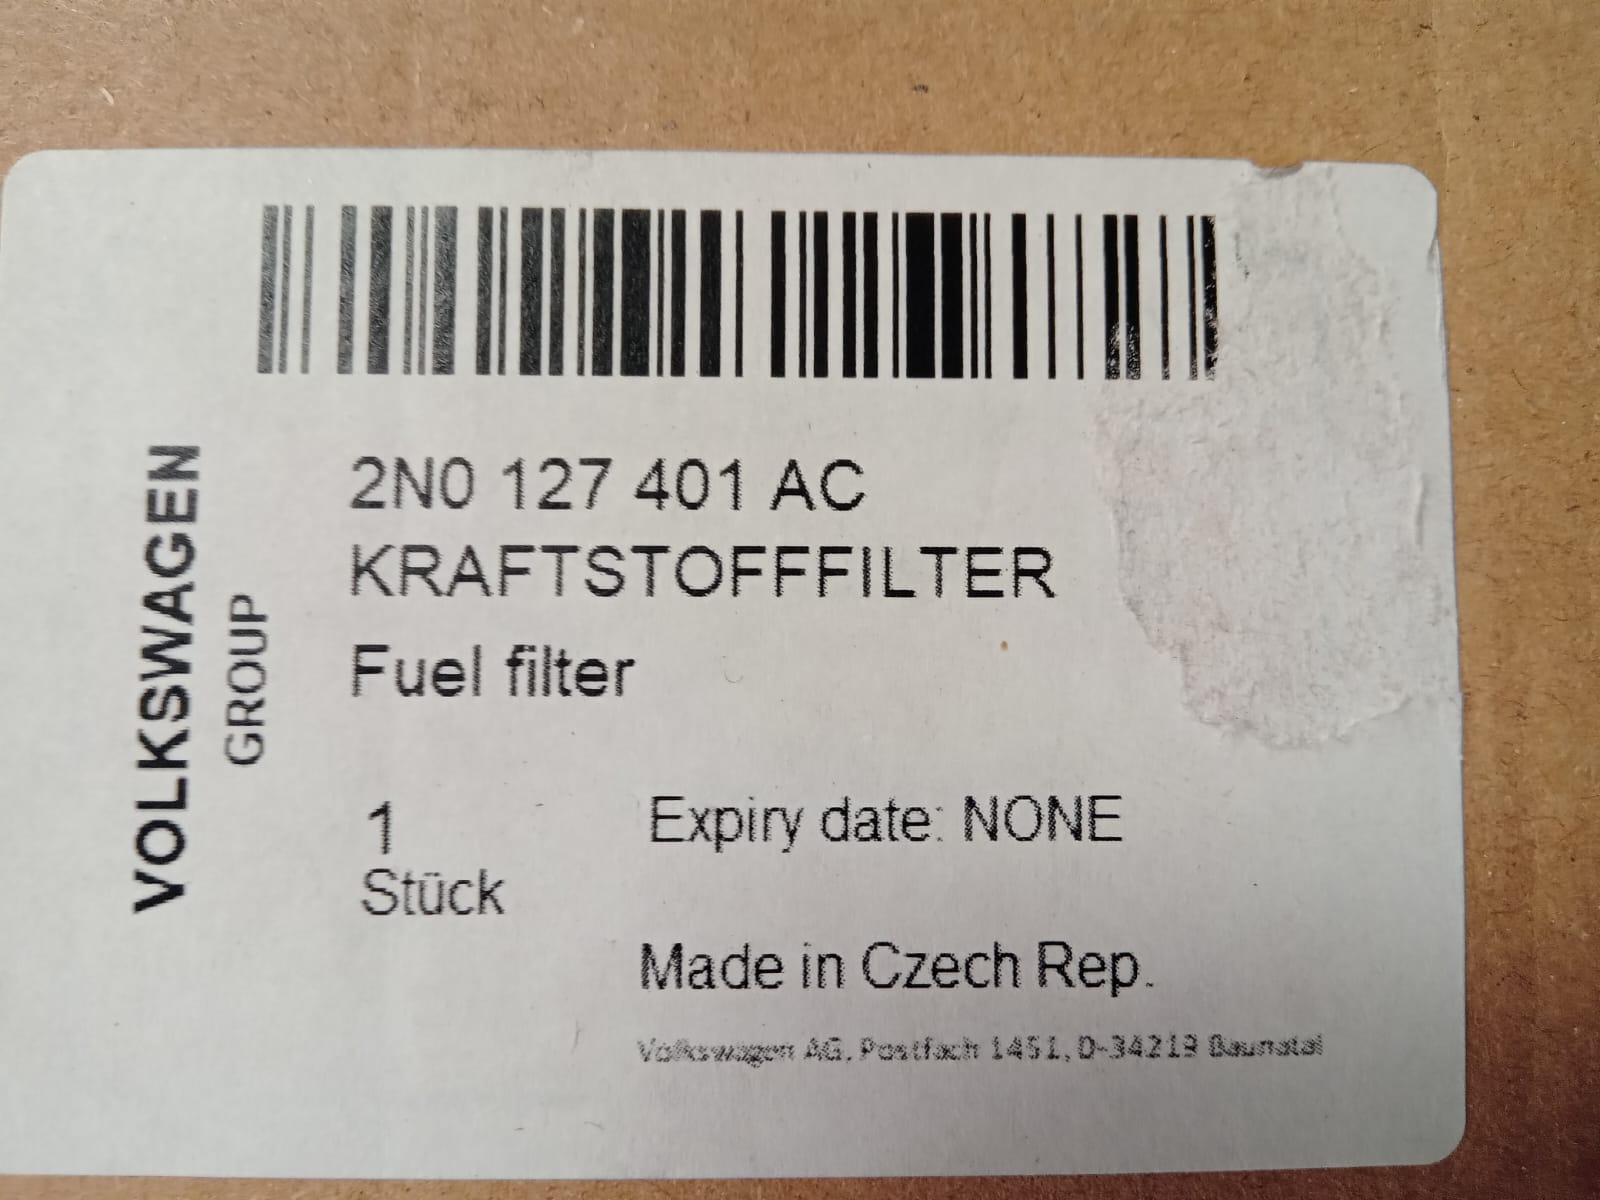 VOLKSWAGEN
GROUP
2N0 127 401 AC
KRAFTSTOFFFILTER
Fuel filter
1
Stück
Expiry date: NONE
Made in Czech Rep.
Volkswagen AG, Postfach 1451, D-34219 Baunatal